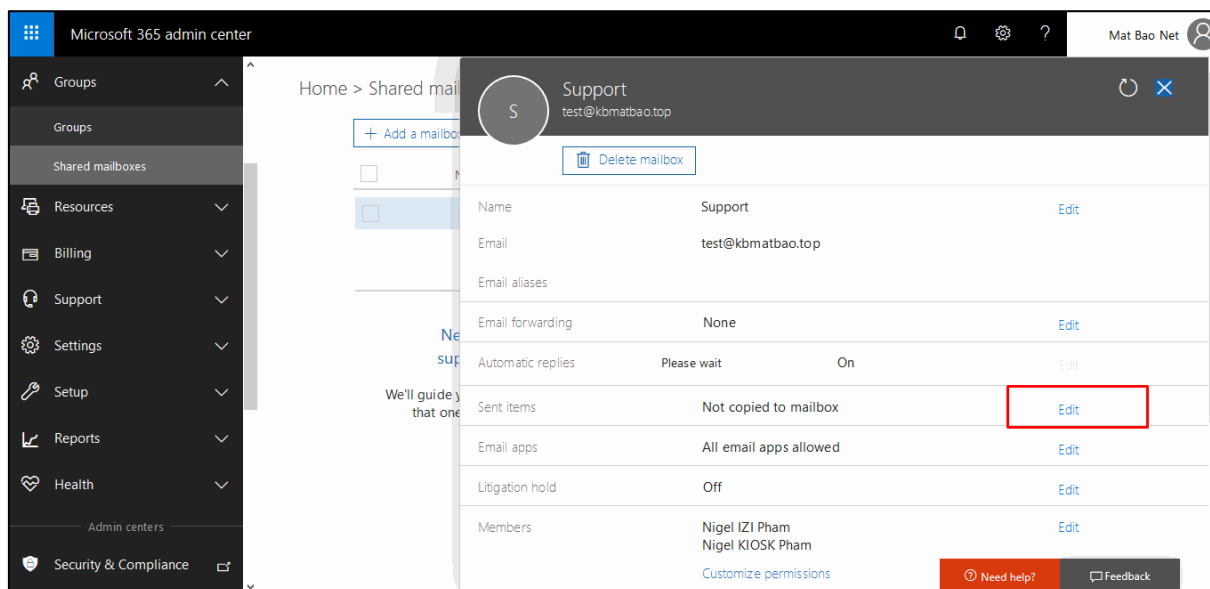 Microsoft 365 admin center
?
Mat Bao Net
Groups
Groups
Shared mailboxes
Resources
Billing
Support
Settings
Setup
Reports
Health
Admin centers
Security & Compliance
Home > Shared mail
+ Add a mailbo
We'll guide y
that one
S
Support
test@kbmatbao.top
Delete mailbox
Name Support Edit
Email test@kbmatbao.top
Email aliases
Email forwarding None Edit
Automatic replies Please wait On Edit
Sent items Not copied to mailbox Edit
Email apps All email apps allowed Edit
Litigation hold Off Edit
Members Nigel IZI Pham Edit
Nigel KIOSK Pham
Customize permissions
Need help?
Feedback